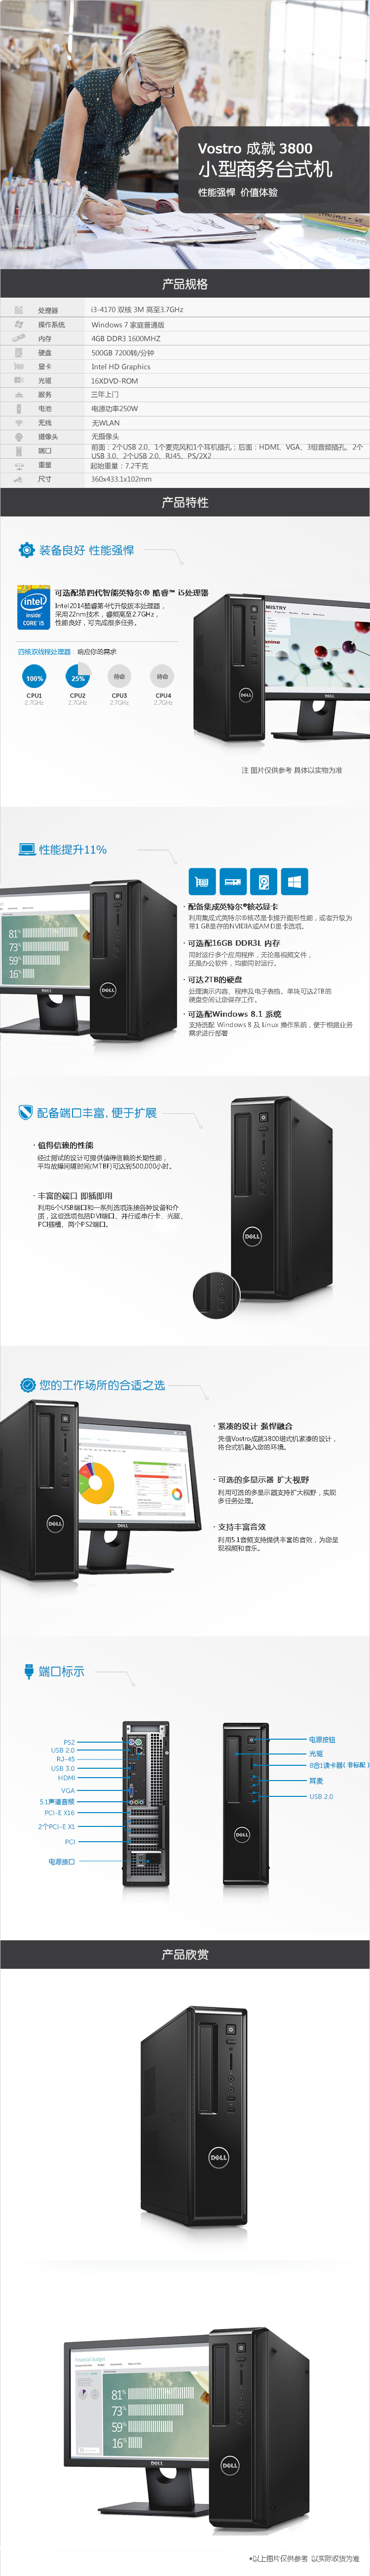 Vostro 成就 3800
小型商务台式机
性能强悍 价值体验
产品规格
处理器 i3-4170 双核 3M 高至3.7GHz
操作系统 Windows 7 家庭普通版
内存 4GB DDR3 1600MHZ
硬盘 500GB 7200转/分钟
显卡 Intel HD Graphics
光驱 16XDVD-ROM
服务 三年上门
电池 电源功率250W
无线 无WLAN
摄像头 无摄像头
端口 前面：2个USB 2.0、1个麦克风和1个耳机插孔；后面：HDMI、VGA、3组音频插孔。2个
USB 3.0、2个USB 2.0、RJ45、PS/2X2
重量 起始重量：7.2千克
尺寸 360x433.1x102mm
产品特性
装备良好 性能强悍
intel inside CORE i5
可选配第四代智能英特尔® 酷睿™ i5处理器
Intel2014酷睿第4代升级版本处理器，
采用22nm技术，睿频高至2.7GHz，
性能良好，可完成很多任务。
四核双线程处理器：响应你的需求
100% 25% 待命 待命
CPU1 CPU2 CPU3 CPU4
2.7GHz 2.7GHz 2.7GHz 2.7GHz
DELL
注 图片仅供参考 具体以实物为准
性能提升11%
· 配备集成英特尔®核芯显卡
利用集成式英特尔®核芯显卡提升图形性能，或者升级为
带1 GB显存的NVIDIA或AMD显卡选项。
· 可选配16GB DDR3L 内存
同时运行多个应用程序，无论是视频文件，
还是办公软件，均能同时运行。
· 可达2TB的硬盘
处理演示内容、程序及电子表格。单块可达2TB的
硬盘空间让您保存工作。
· 可选配Windows 8.1 系统
支持选配 Windows 8 及 Linux 操作系统，便于根据业务
需求进行部署
81%
73%
59%
16%
DELL
配备端口丰富, 便于扩展
· 值得信赖的性能
经过测试的设计可提供值得信赖的长期性能，
平均故障间隔时间(MTBF)可达到500,000小时。
· 丰富的端口 即插即用
利用6个USB端口和一系列选项连接各种设备和介
质，这些选项包括DVI端口、并行或串行卡、光驱、
PCI插槽、两个PS2端口。
DELL
您的工作场所的合适之选
· 紧凑的设计 强悍融合
凭借Vostro成就3800塔式机紧凑的设计，
将台式机融入您的环境。
· 可选的多显示器 扩大视野
利用可选的多显示器支持扩大视野，实现
多任务处理。
· 支持丰富音效
利用5.1音频支持提供丰富的音效，为您呈
现视频和音乐。
DELL
端口标示
PS2
USB 2.0
RJ-45
USB 3.0
HDMI
VGA
5.1声道音频
PCI-E X16
2个PCI-E X1
PCI
电源接口
电源按钮
光驱
8合1读卡器( 非标配 )
耳麦
USB 2.0
DELL
产品欣赏
DELL
financial budget
81%
73%
59%
16%
DELL
DELL
*以上图片仅供参考 以实际收货为准